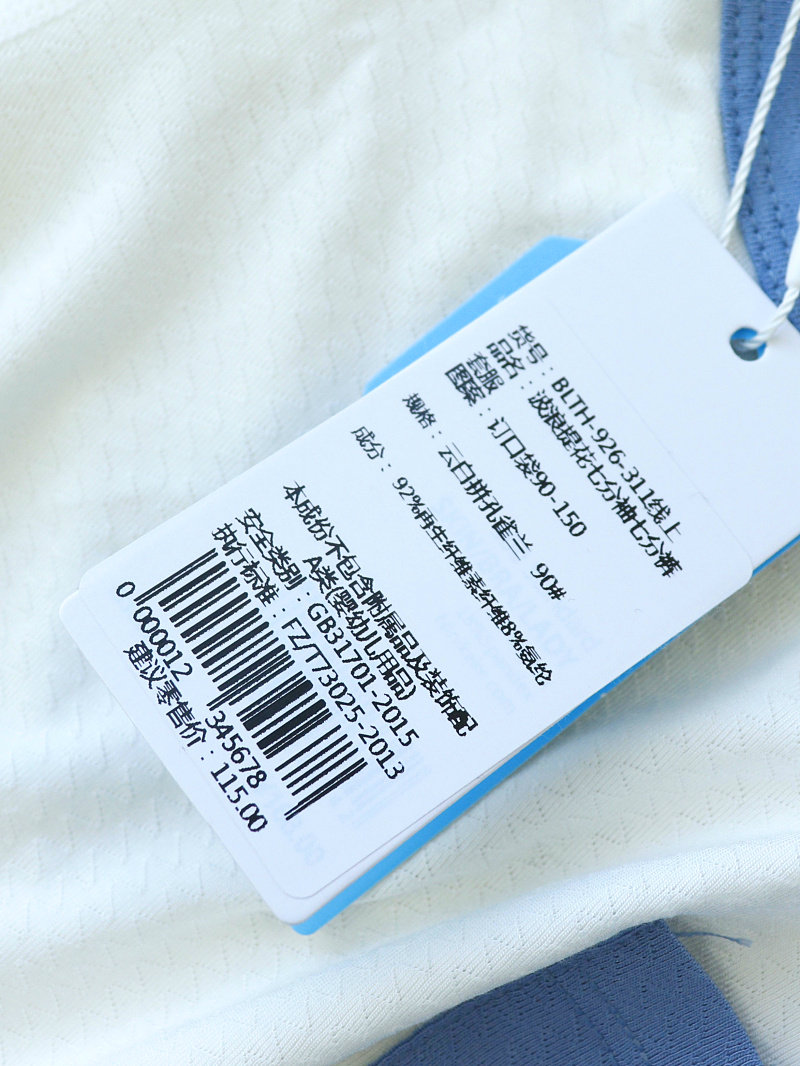 货号：BLTH-926-311线上
品名：波浪提花七分袖七分裤
套服
图案：订口袋90-150
规格：云白拼孔雀兰 90#
成分：92%再生纤维素纤维8%氨纶
本成份不包含附属品及装饰配
A类(婴幼儿用品)
安全类别：GB31701-2015
执行标准：FZ/T73025-2013
0 000012 345678
建议零售价：115.00